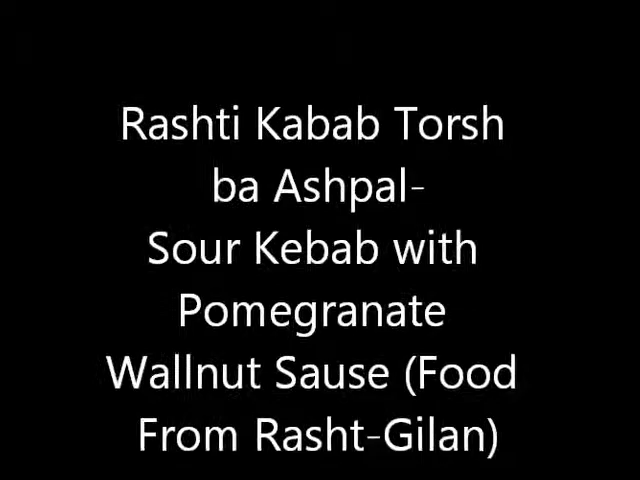 Rashti Kabab Torsh
ba Ashpal-
Sour Kebab with
Pomegranate
Wallnut Sause (Food
From Rasht-Gilan)